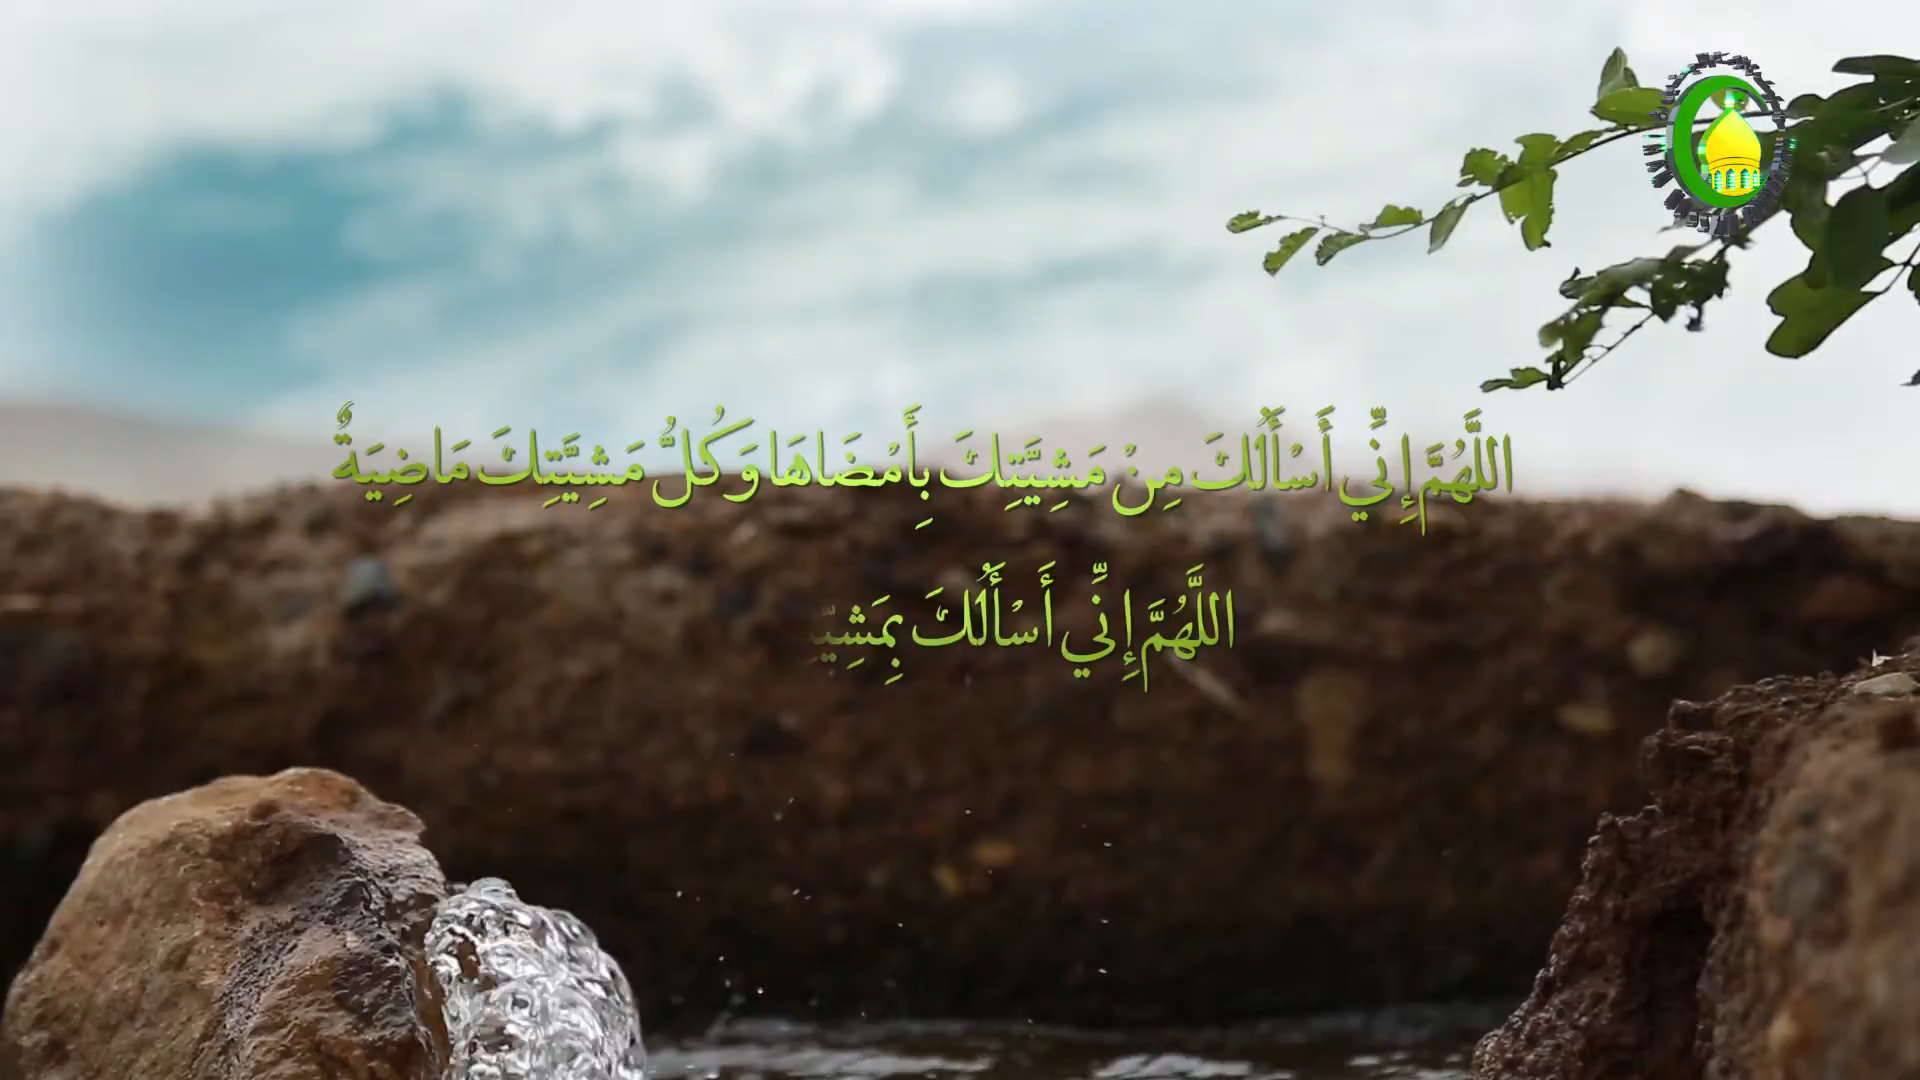 اللَّهُمَّ إِنِّي أَسْأَلُكَ مِنْ مَشِيَّتِكَ بِأَمْضَاهَا وَكُلُّ مَشِيَّتِكَ مَاضِيَةٌ
اللَّهُمَّ إِنِّي أَسْأَلُكَ